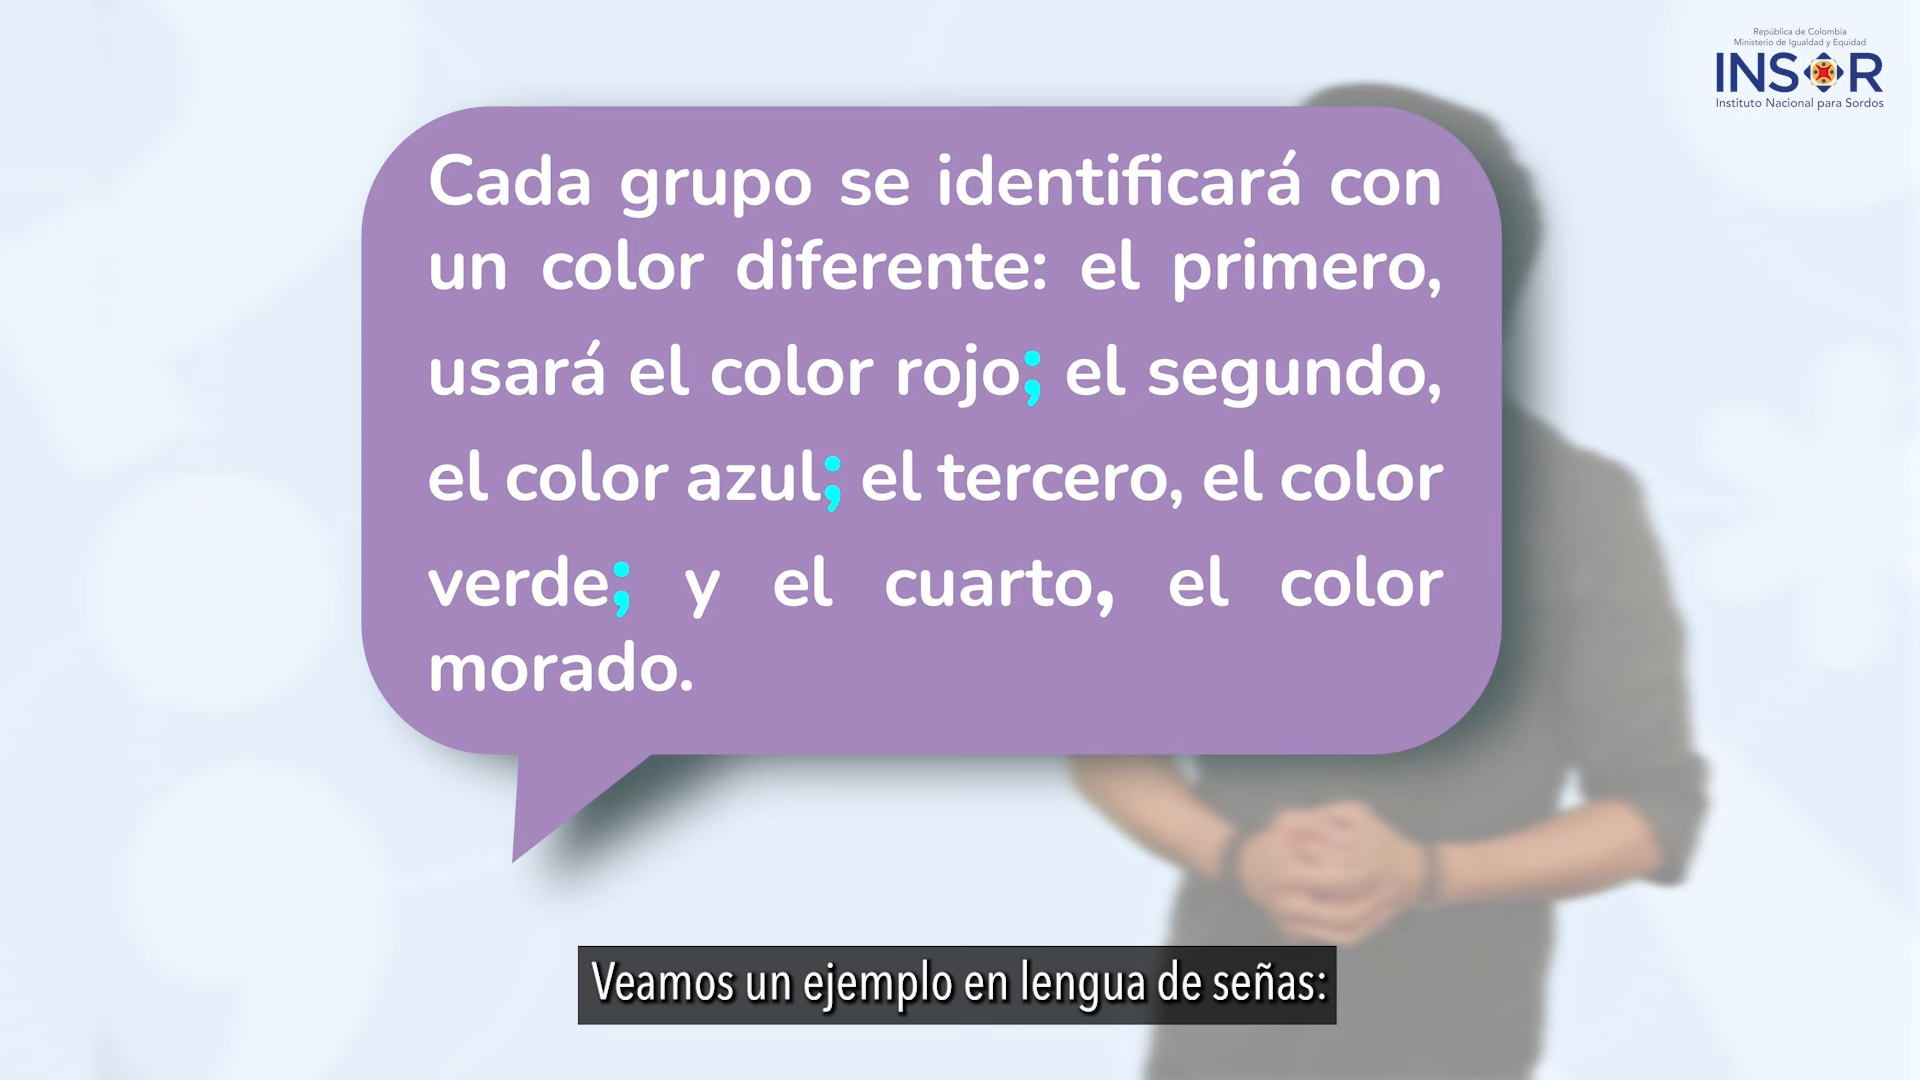 República de Colombia
Ministerio de Igualdad y Equidad
INSOR
Instituto Nacional para Sordos
Cada grupo se identificará con
un color diferente: el primero,
usará el color rojo; el segundo,
el color azul; el tercero, el color
verde; y el cuarto, el color
morado.
Veamos un ejemplo en lengua de señas: